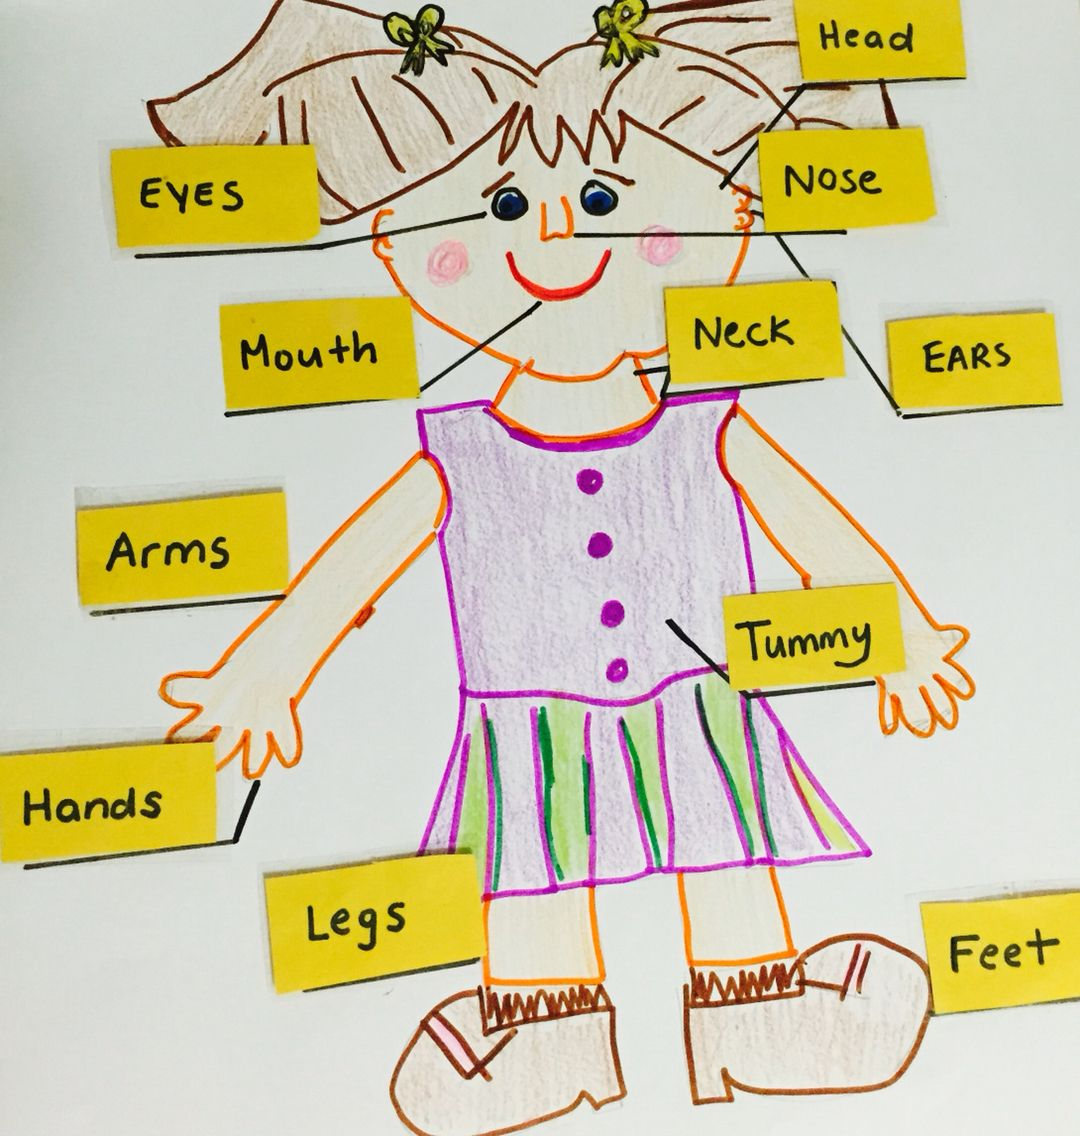 Head
EYES
Nose
Mouth
Neck
EARS
Arms
Tummy
Hands
Legs
Feet